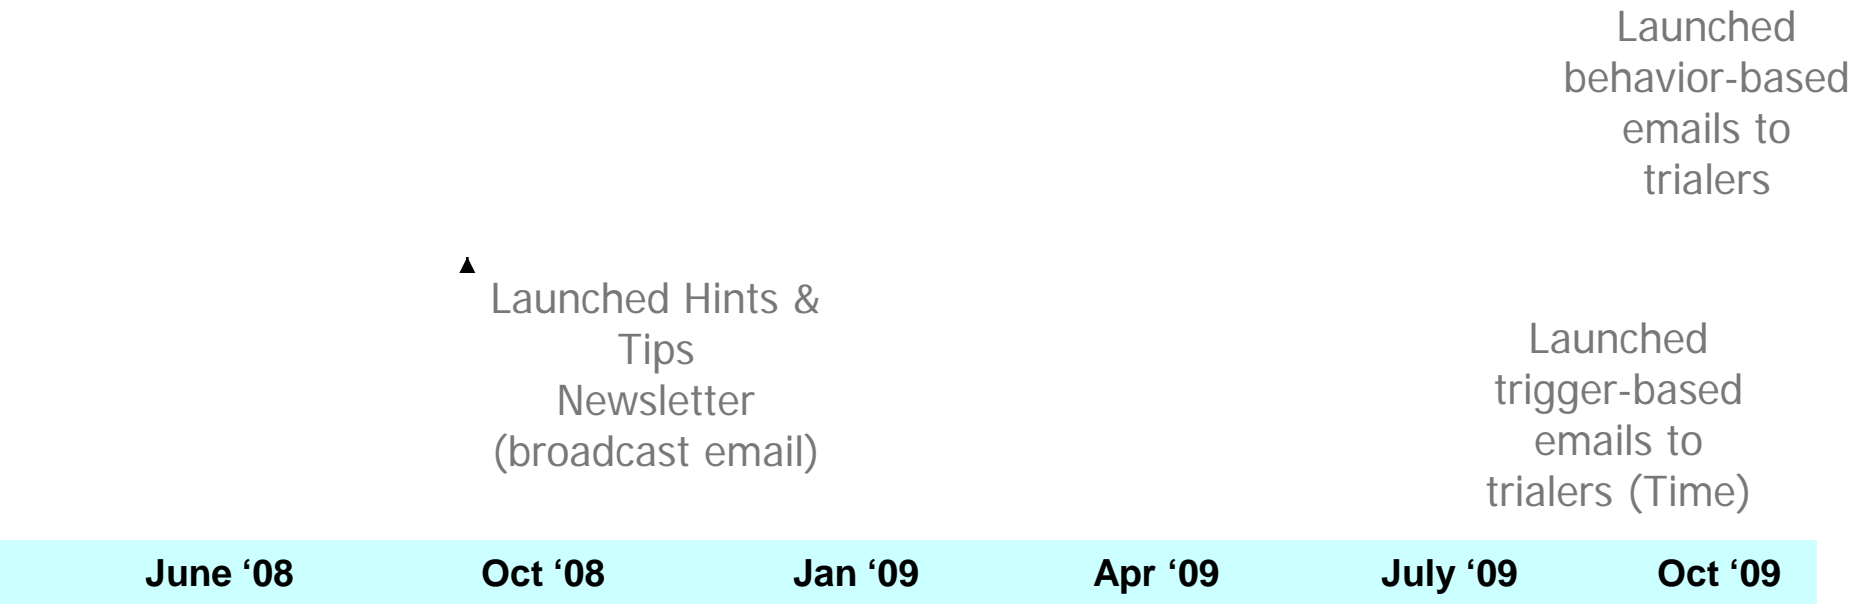 Launched
behavior-based
emails to
trialers
Launched Hints &
Tips
Newsletter
(broadcast email)
Launched
trigger-based
emails to
trialers (Time)
June ‘08 Oct ‘08 Jan ‘09 Apr ‘09 July ‘09 Oct ‘09